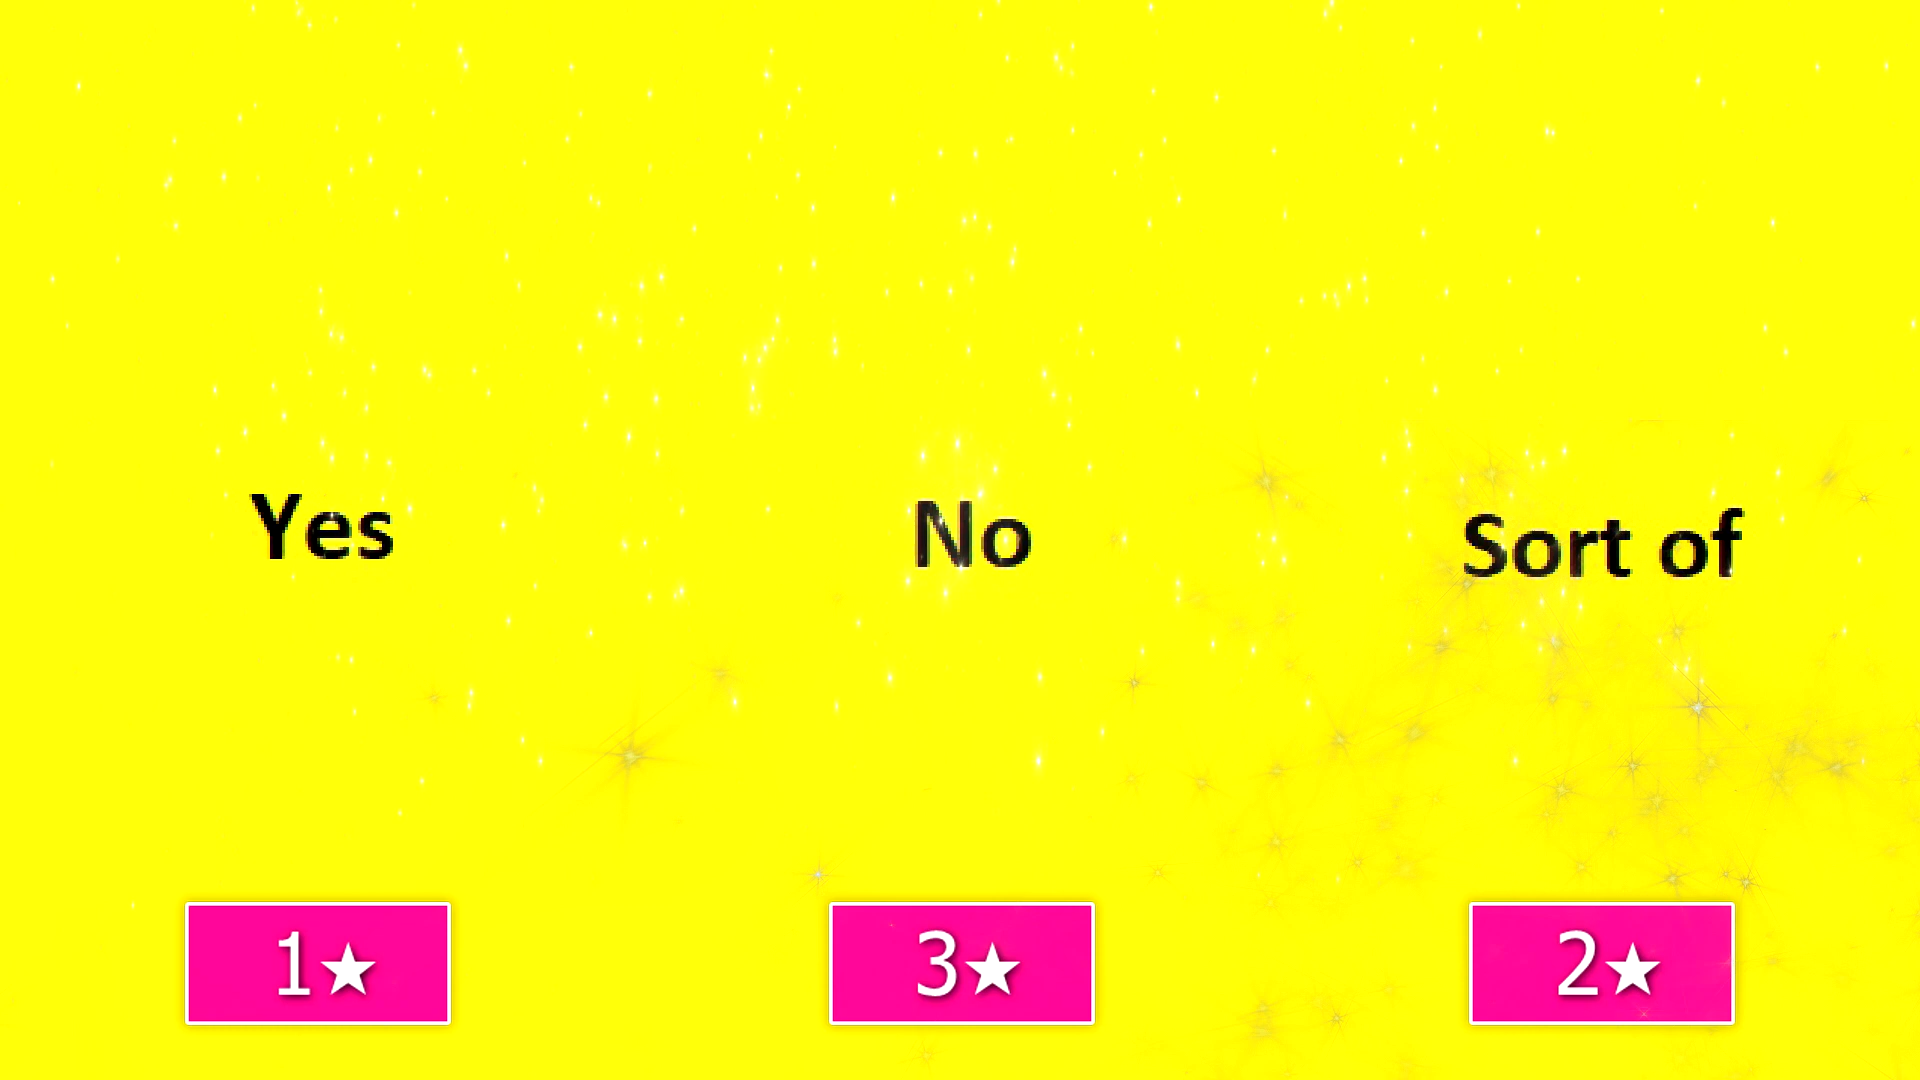 Yes
No
Sort of
1★
3★
2★